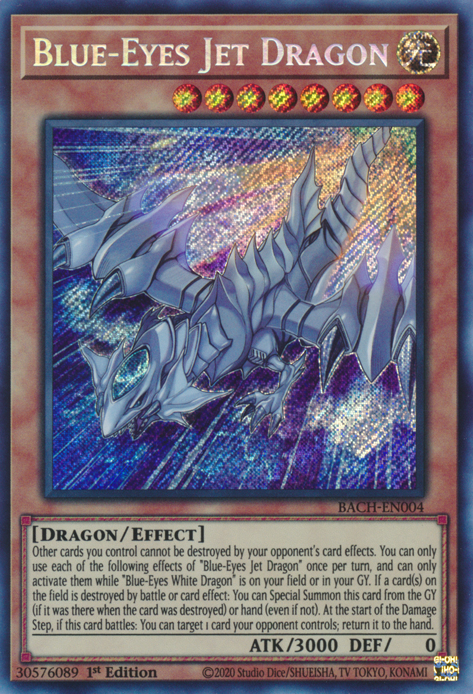 BLUE-EYES JET DRAGON
BACH-EN004
[DRAGON/EFFECT]
Other cards you control cannot be destroyed by your opponent's card effects. You can only
use each of the following effects of "Blue-Eyes Jet Dragon" once per turn, and can only
activate them while "Blue-Eyes White Dragon" is on your field or in your GY. If a card(s) on
the field is destroyed by battle or card effect: You can Special Summon this card from the GY
(if it was there when the card was destroyed) or hand (even if not). At the start of the Damage
Step, if this card battles: You can target 1 card your opponent controls; return it to the hand.
ATK/3000 DEF/ 0
30576089 1st Edition ©2020 Studio Dice/SHUEISHA, TV TOKYO, KONAMI